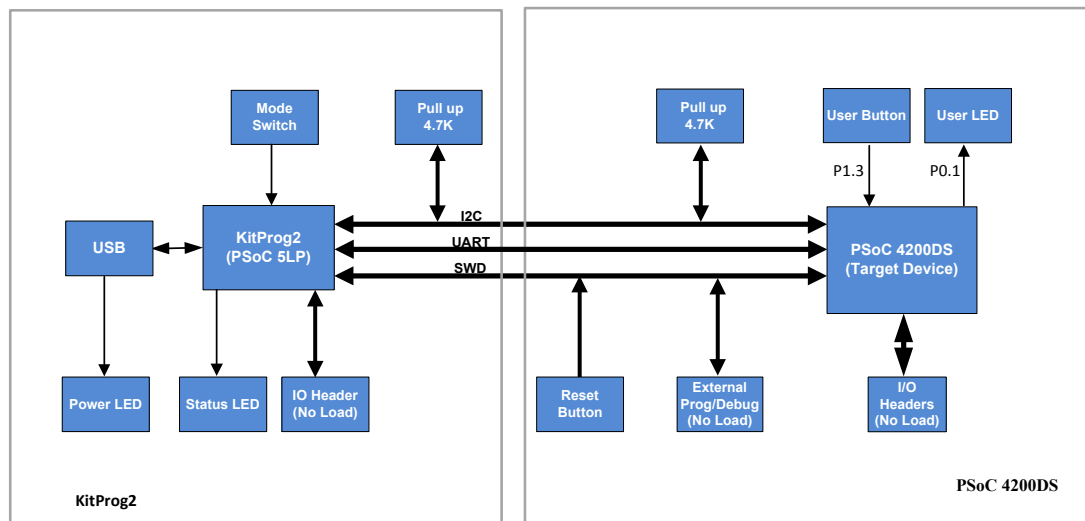 Mode
Switch
Pull up
4.7K
Pull up
4.7K
User Button
User LED
P1.3
P0.1
I2C
USB
KitProg2
(PSoC 5LP)
UART
PSoC 4200DS
(Target Device)
SWD
Power LED
Status LED
IO Header
(No Load)
Reset
Button
External
Prog/Debug
(No Load)
I/O
Headers
(No Load)
KitProg2
PSoC 4200DS